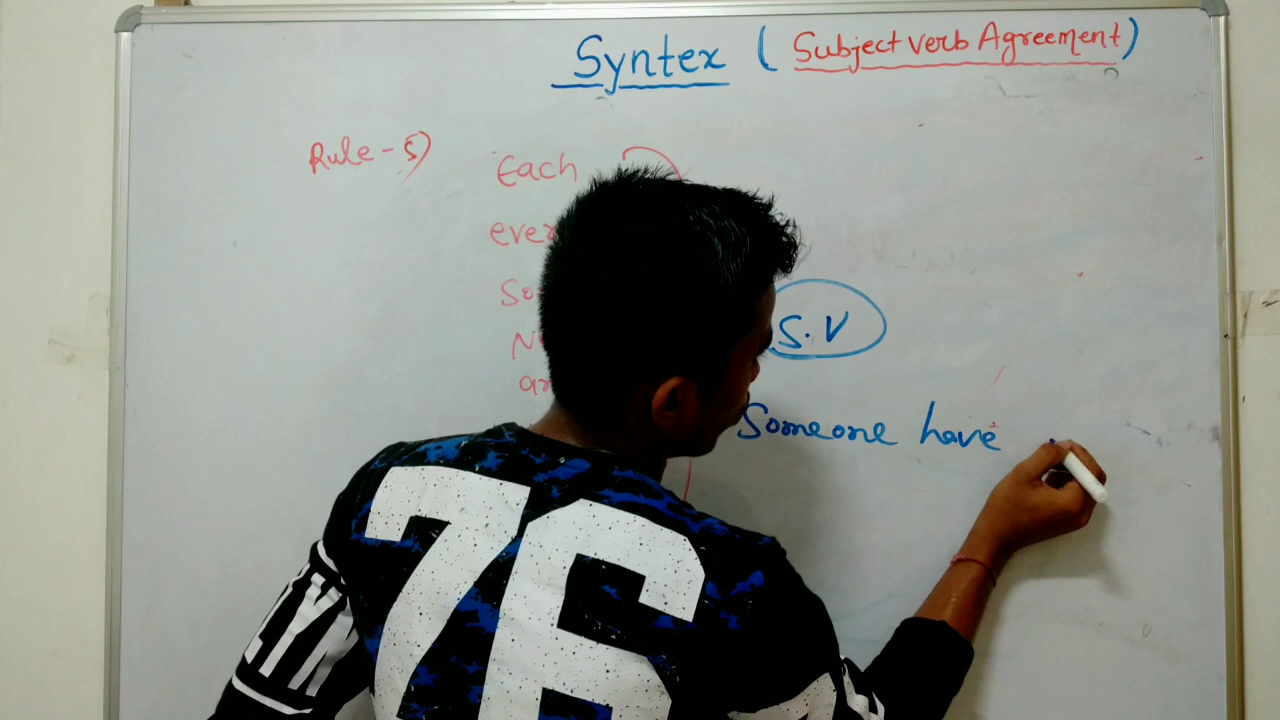 Syntex ( Subject verb Agreement )
Rule - 5)
Each
S.V
Someone have
76